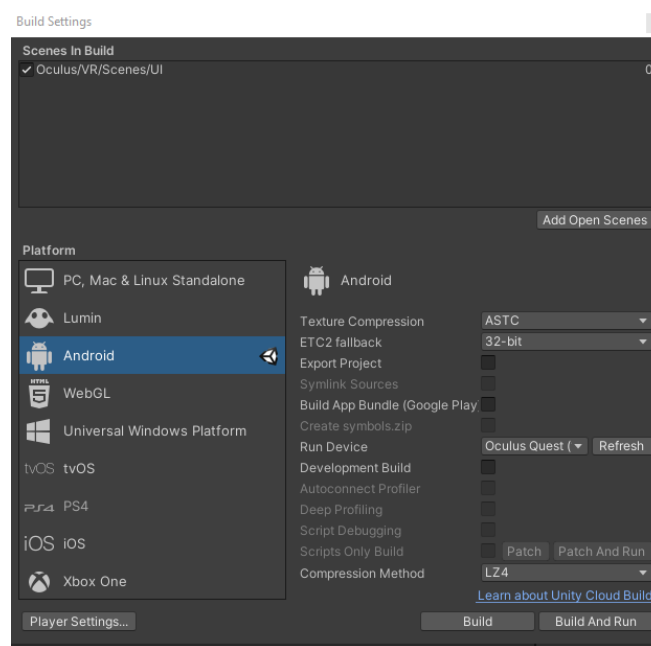 Build Settings
Scenes In Build
Oculus/VR/Scenes/UI 0
Add Open Scenes
Platform
PC, Mac & Linux Standalone
Lumin
Android
HTML
5
WebGL
Universal Windows Platform
tvOS tvOS
PS4 PS4
iOS iOS
Xbox One
Android
Texture Compression ASTC
ETC2 fallback 32-bit
Export Project
Symlink Sources
Build App Bundle (Google Play
Create symbols.zip
Run Device Oculus Quest ( Refresh
Development Build
Autoconnect Profiler
Deep Profiling
Script Debugging
Scripts Only Build Patch Patch And Run
Compression Method LZ4
Learn about Unity Cloud Build
Player Settings... Build Build And Run